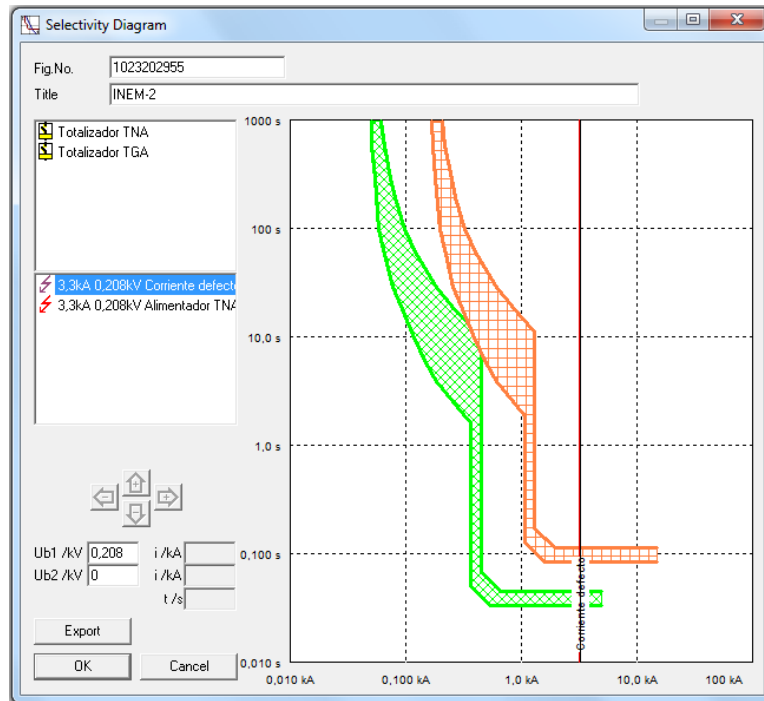 Selectivity Diagram
Fig.No. 1023202955
Title INEM-2
Totalizador TNA
Totalizador TGA
3,3kA 0,208kV Corriente defect
3,3kA 0,208kV Alimentador TNA
Ub1 /kV 0,208 i /kA
Ub2 /kV 0 i /kA
t /s
Export
OK Cancel
1000 s
100 s
10,0 s
1,0 s
0,100 s
0,010 s
0,010 kA 0,100 kA 1,0 kA 10,0 kA 100 kA
Corriente defecto